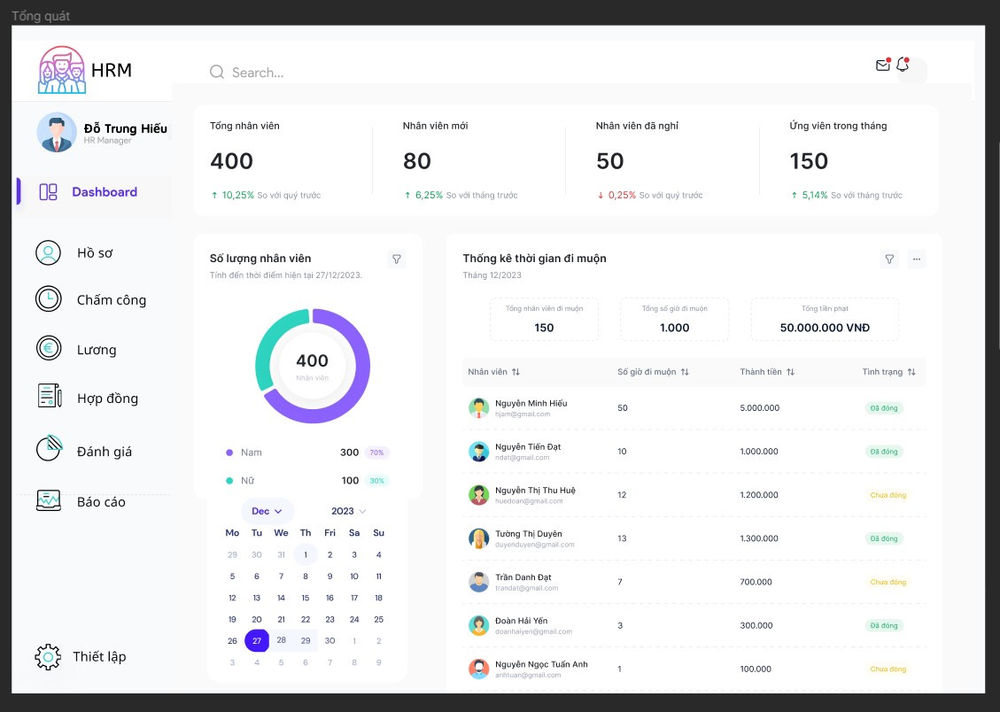 Tổng quát
HRM
Search...
Đỗ Trung Hiếu
HR Manager
Dashboard
Hồ sơ
Chấm công
Lương
Hợp đồng
Đánh giá
Báo cáo
Thiết lập
Tổng nhân viên
400
10,25% So với quý trước
Nhân viên mới
80
6,25% So với tháng trước
Nhân viên đã nghỉ
50
0,25% So với quý trước
Ứng viên trong tháng
150
5,14% So với tháng trước
Số lượng nhân viên
Tính đến thời điểm hiện tại 27/12/2023.
400
Nhân viên
Nam 300 70%
Nữ 100 30%
Dec 2023
Mo Tu We Th Fri Sa Su
29 30 31 1 2 3 4
5 6 7 8 9 10 11
12 13 14 15 16 17 18
19 20 21 22 23 24 25
26 27 28 29 30 1 2
3 4 5 6 7 8 9
Thống kê thời gian đi muộn
Tháng 12/2023
Tổng nhân viên đi muộn
150
Tổng số giờ đi muộn
1.000
Tổng tiền phạt
50.000.000 VNĐ
Nhân viên Số giờ đi muộn Thành tiền Tình trạng
Nguyễn Minh Hiếu 50 5.000.000 Đã đóng
hjam@gmail.com
Nguyễn Tiến Đạt 10 1.000.000 Đã đóng
ndat@gmail.com
Nguyễn Thị Thu Huệ 12 1.200.000 Chưa đóng
huedoan@gmail.com
Tường Thị Duyên 13 1.300.000 Đã đóng
duyenduyen@gmail.com
Trần Danh Đạt 7 700.000 Chưa đóng
trandat@gmail.com
Đoàn Hải Yến 3 300.000 Đã đóng
doanhaiyen@gmail.com
Nguyễn Ngọc Tuấn Anh 1 100.000 Chưa đóng
anhtuan@gmail.com